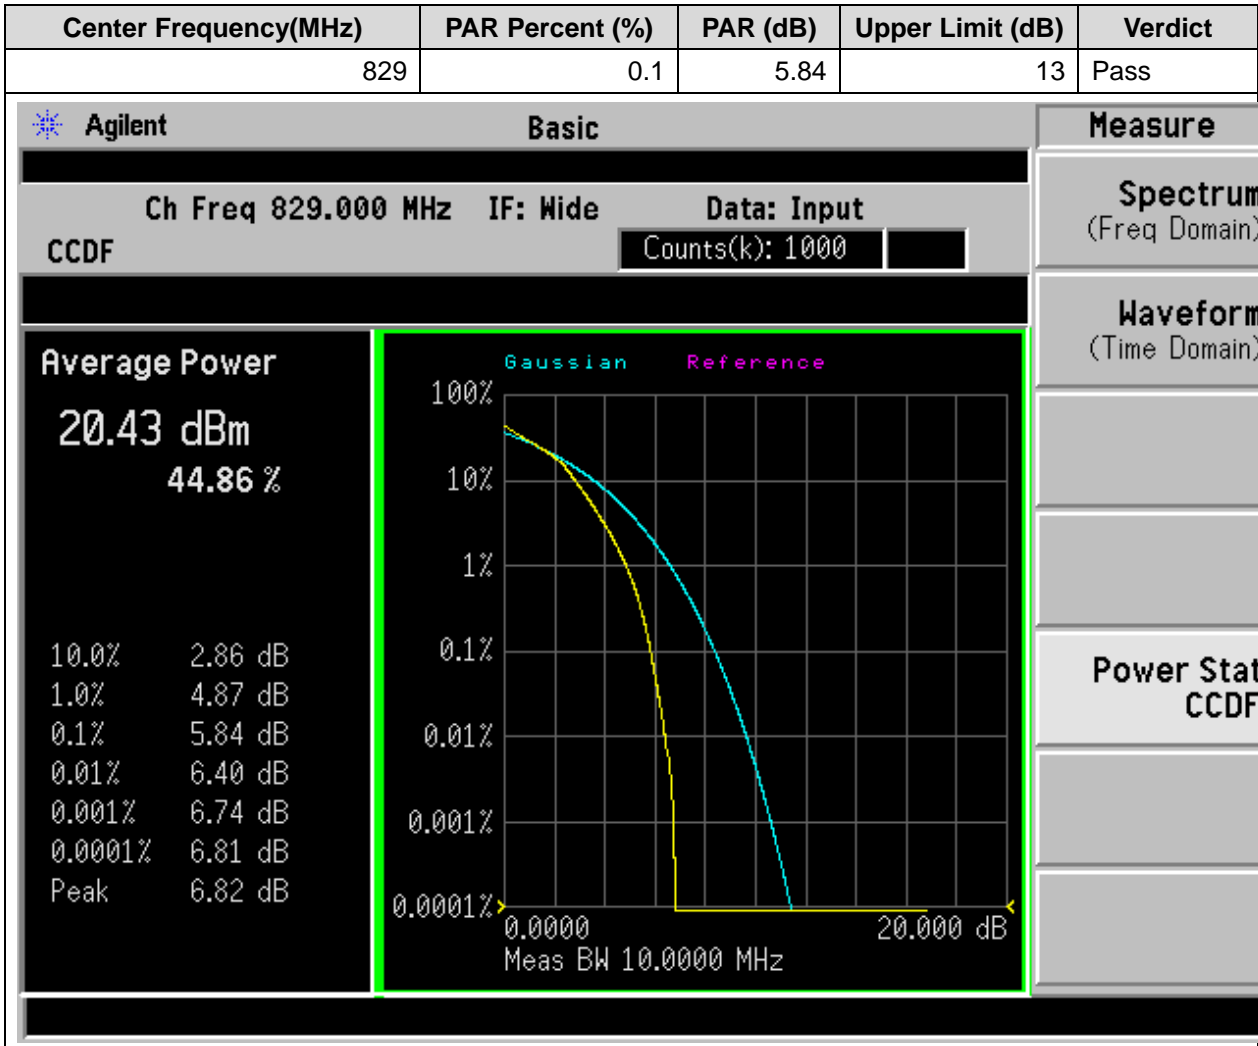 Center Frequency(MHz) PAR Percent (%) PAR (dB) Upper Limit (dB) Verdict
829 0.1 5.84 13 Pass
Agilent Basic Measure
Ch Freq 829.000 MHz IF: Wide Data: Input
CCDF Counts(k): 1000
Spectrum
(Freq Domain)
Waveform
(Time Domain)
Power Stat
CCDF
Average Power
20.43 dBm
44.86 %
10.0% 2.86 dB
1.0% 4.87 dB
0.1% 5.84 dB
0.01% 6.40 dB
0.001% 6.74 dB
0.0001% 6.81 dB
Peak 6.82 dB
Gaussian Reference
100%
10%
1%
0.1%
0.01%
0.001%
0.0001%
0.0000 20.000 dB
Meas BW 10.0000 MHz